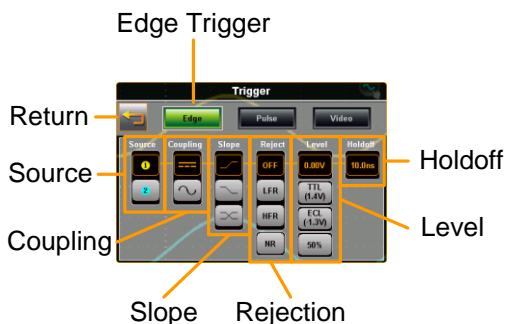 Edge Trigger
Trigger
Return
Edge Pulse Video
Source Coupling Slope Reject Level Holdoff
1 OFF 0.00V 10.0ns
Source
2 LFR TTL
(1.4V)
Holdoff
HFR ECL
(-1.3V)
Level
Coupling
NR 50%
Slope Rejection